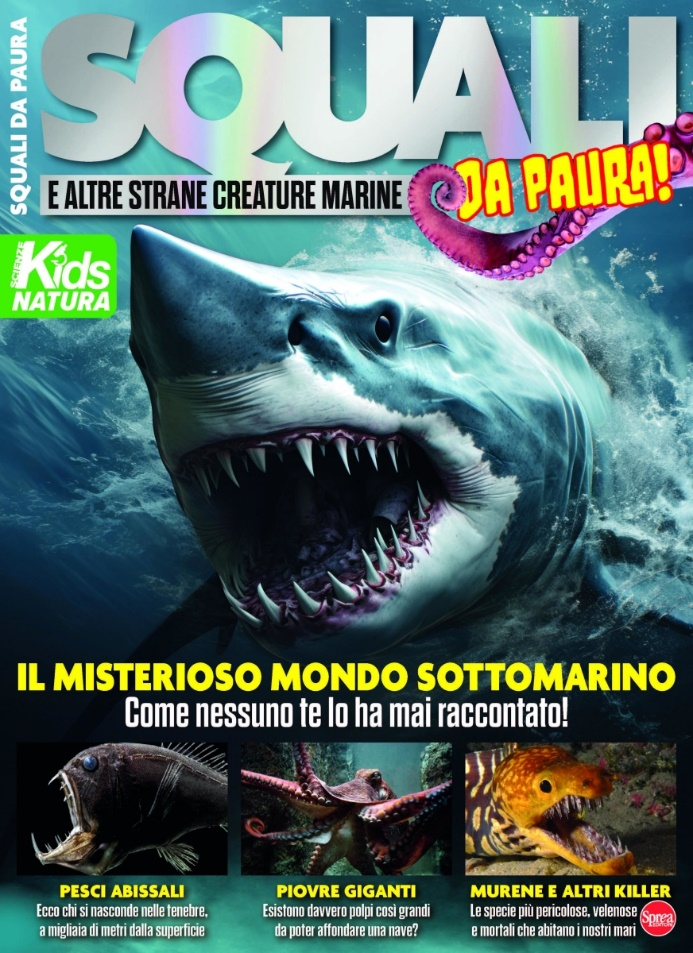 SQUALI DA PAURA
SQUALI
DA PAURA!
E ALTRE STRANE CREATURE MARINE
SCIENZE
Kids
NATURA
IL MISTERIOSO MONDO SOTTOMARINO
Come nessuno te lo ha mai raccontato!
PESCI ABISSALI
Ecco chi si nasconde nelle tenebre,
a migliaia di metri dalla superficie
PIOVRE GIGANTI
Esistono davvero polpi così grandi
da poter affondare una nave?
MURENE E ALTRI KILLER
Le specie più pericolose, velenose
e mortali che abitano i nostri mari
Sprea
EDITORI